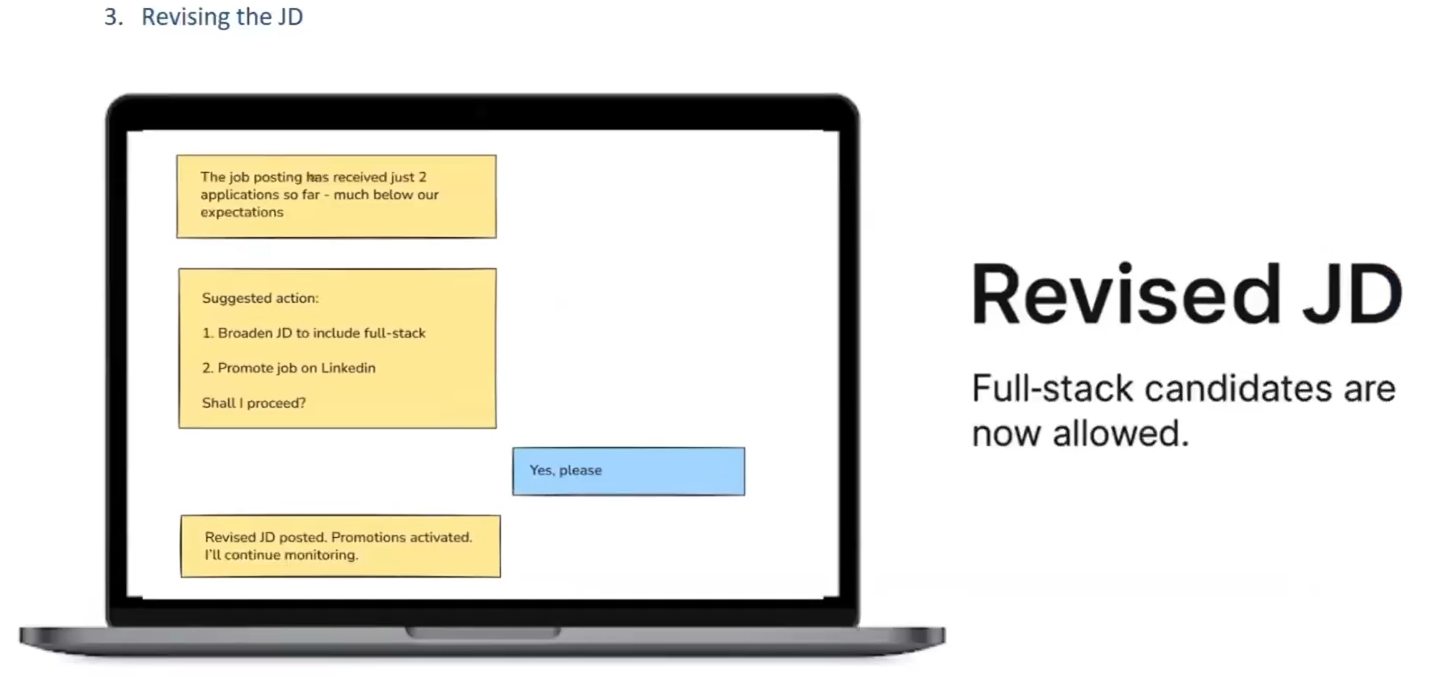 3. Revising the JD
The job posting has received just 2
applications so far - much below our
expectations
Suggested action:
1. Broaden JD to include full-stack
2. Promote job on Linkedin
Shall I proceed?
Yes, please
Revised JD posted. Promotions activated.
I'll continue monitoring.
Revised JD
Full-stack candidates are
now allowed.